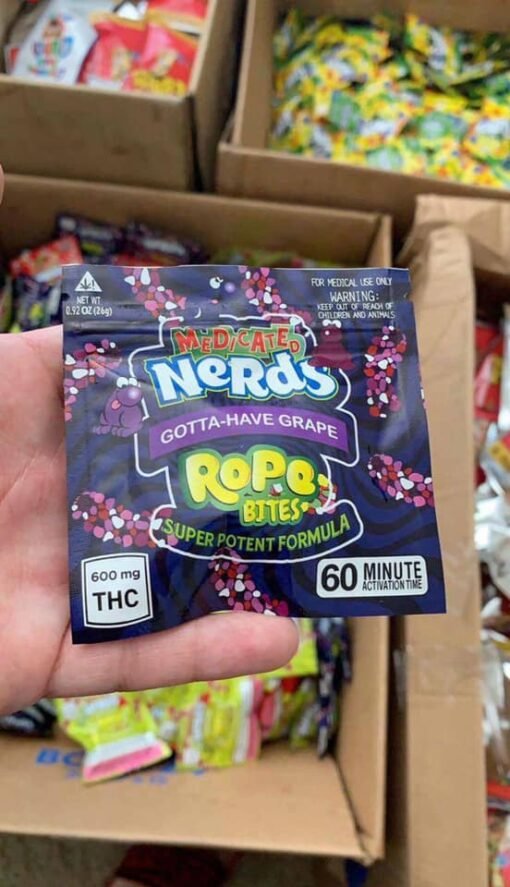 NET WT
0.92 OZ (26g)
FOR MEDICAL USE ONLY
WARNING:
KEEP OUT OF REACH OF
CHILDREN AND ANIMALS
MEDICATED
NeRdS
GOTTA-HAVE GRAPE
RoPe
BITES
SUPER POTENT FORMULA
600 mg
THC
60 MINUTE
ACTIVATION TIME